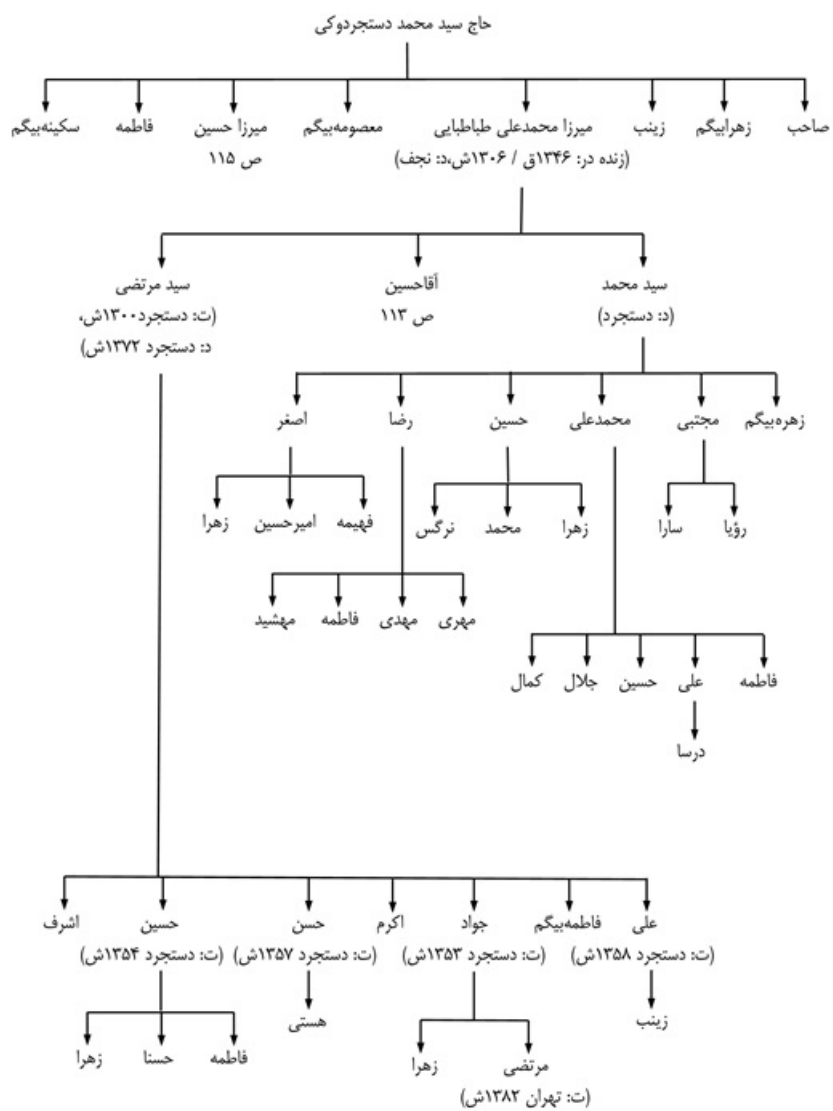 حاج سید محمد دستجردوکی
صاحب زهرابیگم زینب میرزا محمدعلی طباطبایی معصومه‌بیگم میرزا حسین فاطمه سکینه‌بیگم
(زنده در: ۱۳۴۶ق / ۱۳۰۶ش،د: نجف) ص ۱۱۵
سید محمد آقاحسین سید مرتضی
(د: دستجرد) ص ۱۱۳ (ت: دستجرد۱۳۰۰ش،
د: دستجرد ۱۳۷۲ش)
زهره‌بیگم مجتبی محمدعلی حسین رضا اصغر
رؤیا سارا زهرا محمد نرگس فهیمه امیرحسین زهرا
مهری مهدی فاطمه مهشید
فاطمه علی حسین جلال کمال
درسا
علی فاطمه‌بیگم جواد اکرم حسن حسین اشرف
(ت: دستجرد ۱۳۵۸ش) (ت: دستجرد ۱۳۵۳ش) (ت: دستجرد ۱۳۵۷ش) (ت: دستجرد ۱۳۵۴ش)
زینب هستی
مرتضی زهرا فاطمه حسنا زهرا
(ت: تهران ۱۳۸۲ش)